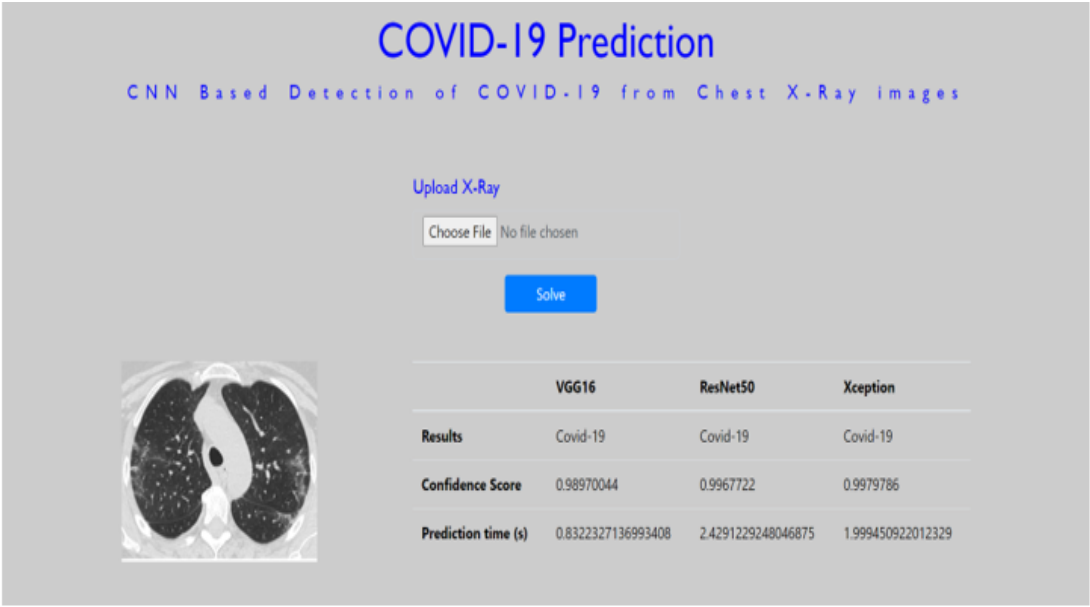 COVID-19 Prediction
CNN Based Detection of COVID-19 from Chest X-Ray images
Upload X-Ray
Choose File No file chosen
Solve
VGG16 ResNet50 Xception
Results Covid-19 Covid-19 Covid-19
Confidence Score 0.98970044 0.9967722 0.9979786
Prediction time (s) 0.8322327136993408 2.4291229248046875 1.999450922012329